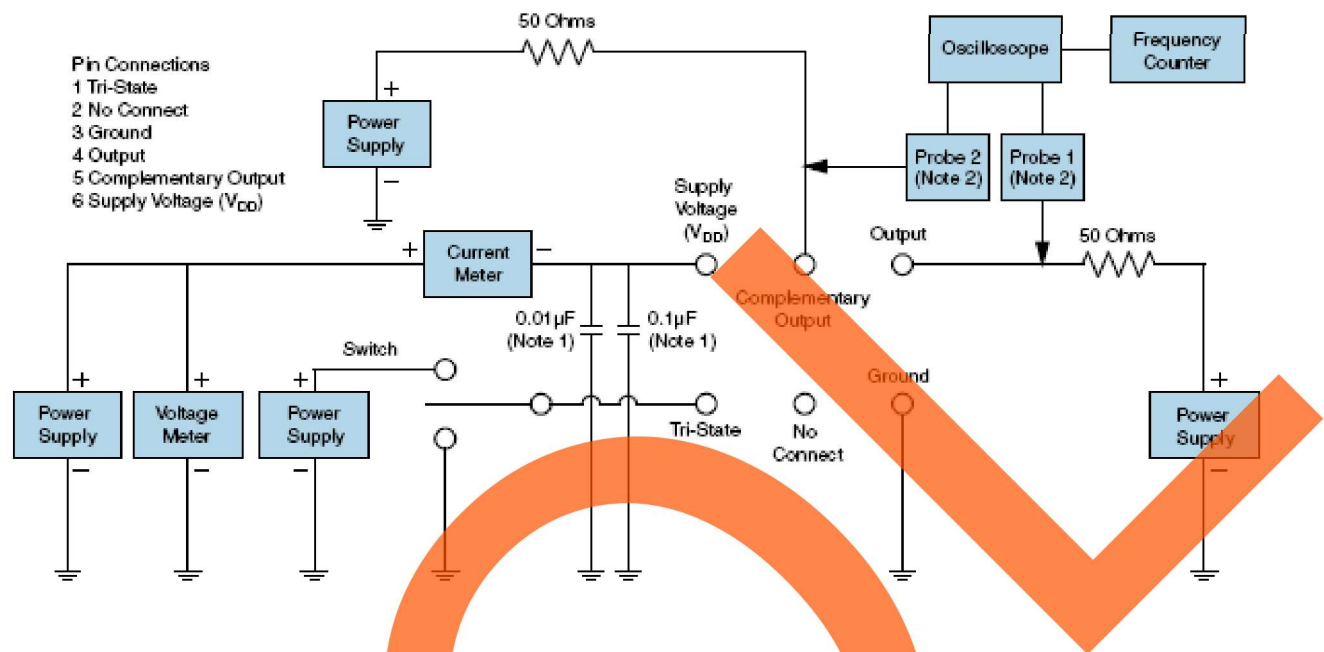 50 Ohms
Pin Connections
1 Tri-State
2 No Connect
3 Ground
4 Output
5 Complementary Output
6 Supply Voltage (VDD)
+
Power
Supply
−
Oscilloscope
Frequency
Counter
Probe 2
(Note 2)
Probe 1
(Note 2)
Supply
Voltage
(VDD)
Output
50 Ohms
+
Current
Meter
−
Complementary
Output
0.01µF
(Note 1)
0.1µF
(Note 1)
Switch
Ground
+
Power
Supply
−
+
Voltage
Meter
−
+
Power
Supply
−
Tri-State
No
Connect
+
Power
Supply
−